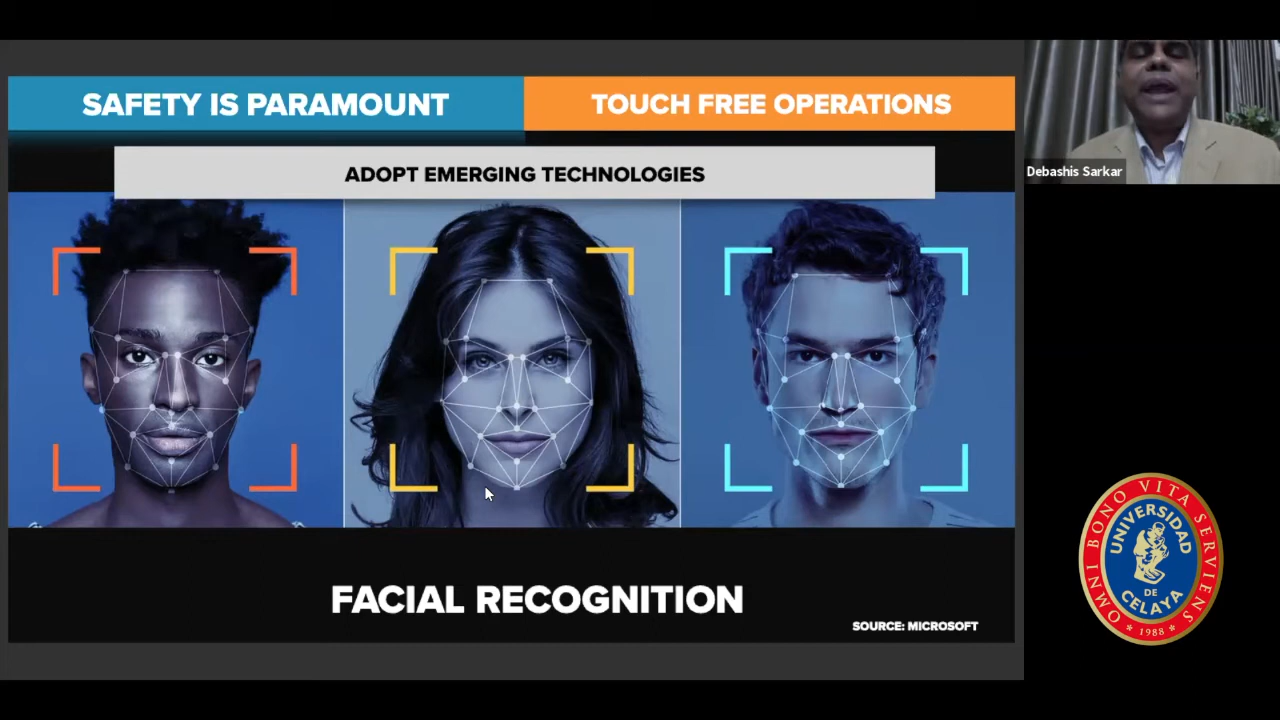 SAFETY IS PARAMOUNT
TOUCH FREE OPERATIONS
ADOPT EMERGING TECHNOLOGIES
FACIAL RECOGNITION
SOURCE: MICROSOFT
Debashis Sarkar
OMNI BONO VITA SERVIENS
UNIVERSIDAD
DE
CELAYA
* 1988 *